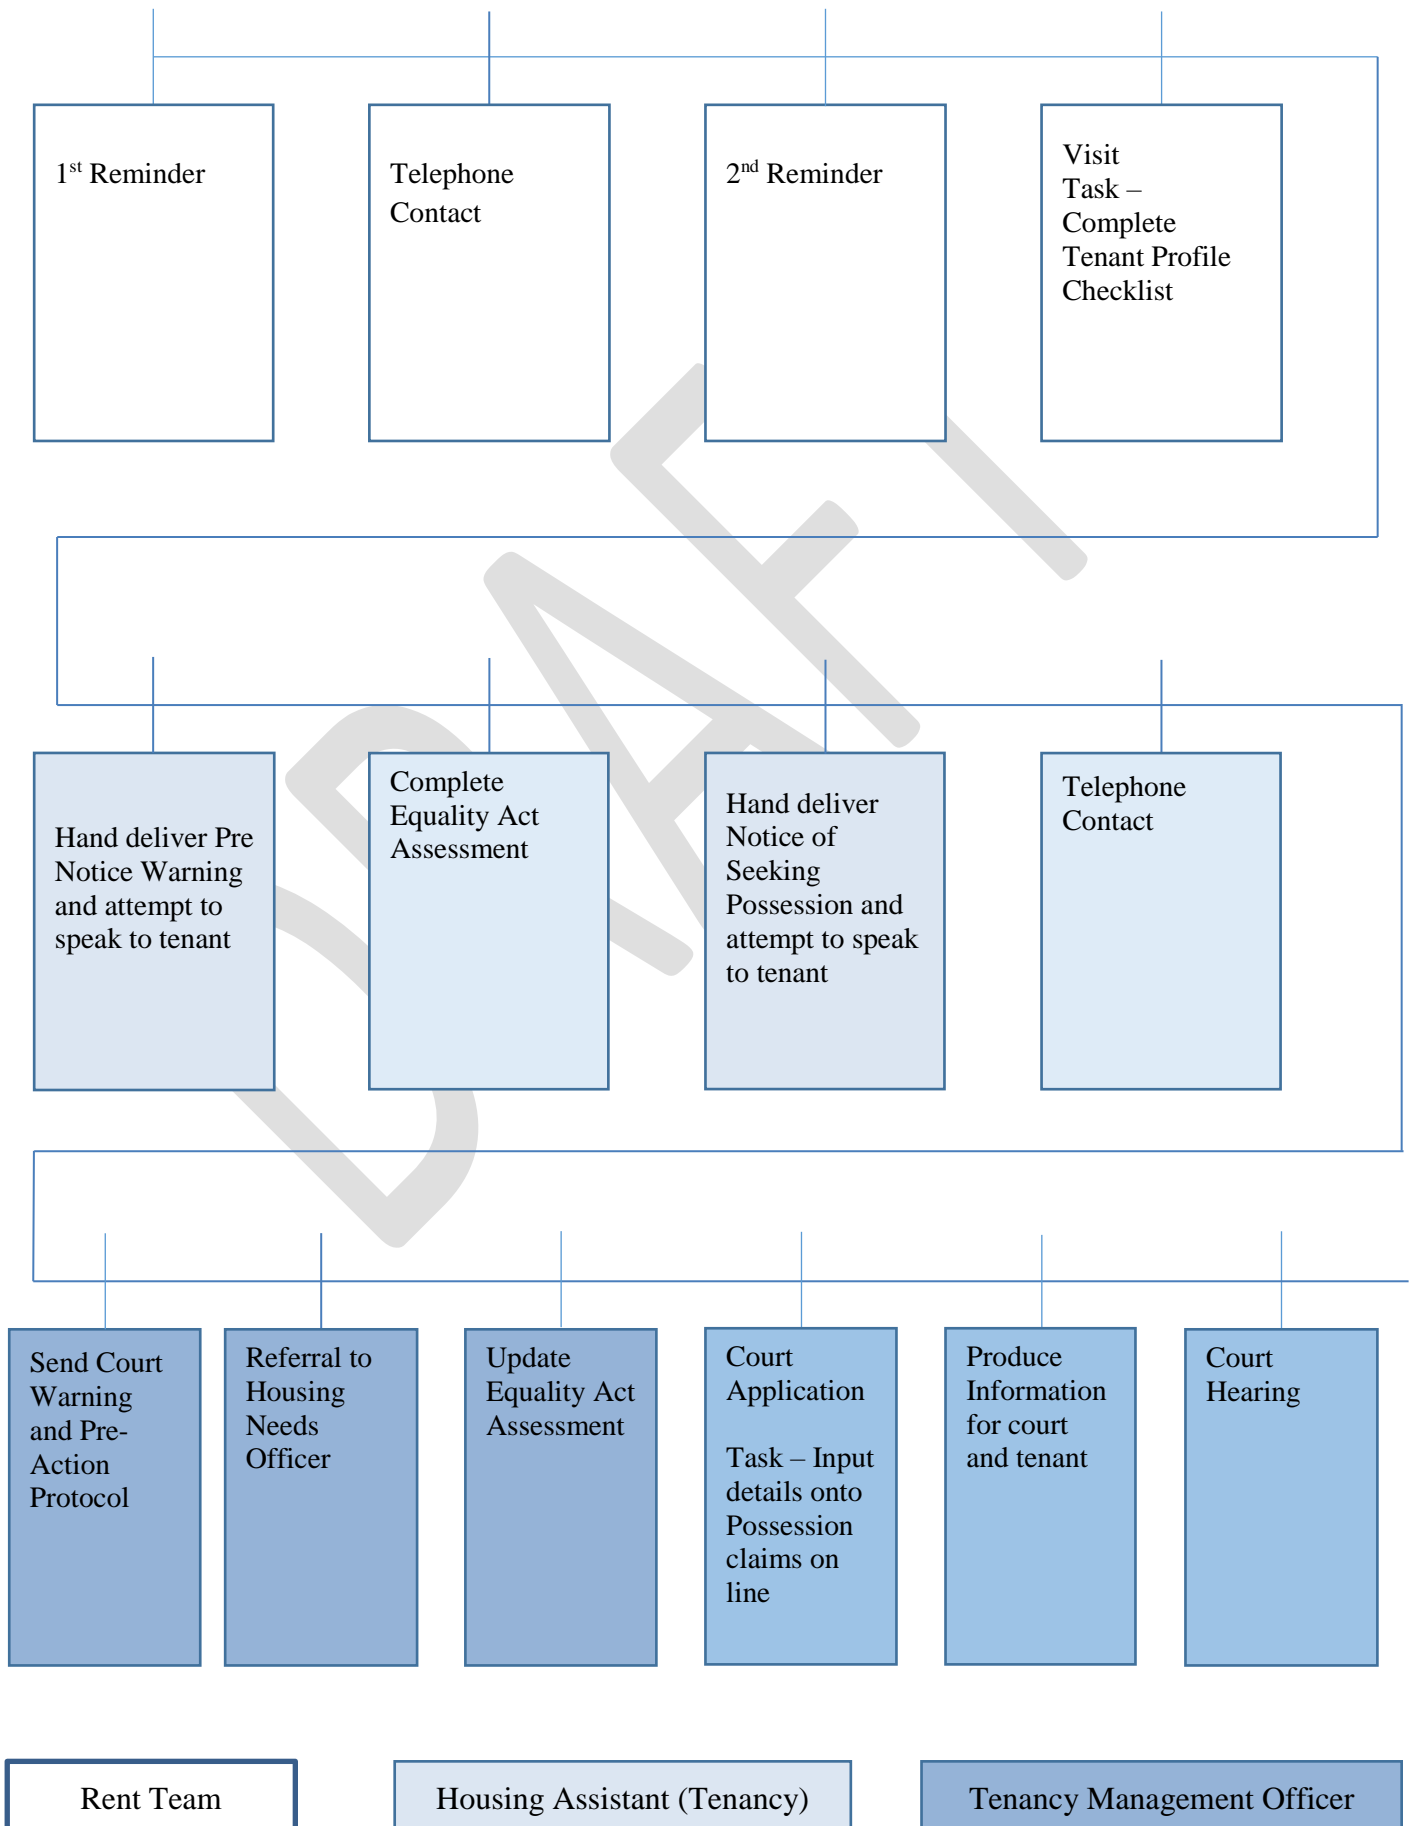 1st Reminder
Telephone
Contact
2nd Reminder
Visit
Task –
Complete
Tenant Profile
Checklist
DRAFT
Hand deliver Pre
Notice Warning
and attempt to
speak to tenant
Complete
Equality Act
Assessment
Hand deliver
Notice of
Seeking
Possession and
attempt to speak
to tenant
Telephone
Contact
Send Court
Warning
and Pre-
Action
Protocol
Referral to
Housing
Needs
Officer
Update
Equality Act
Assessment
Court
Application
Task – Input
details onto
Possession
claims on
line
Produce
Information
for court
and tenant
Court
Hearing
Rent Team
Housing Assistant (Tenancy)
Tenancy Management Officer